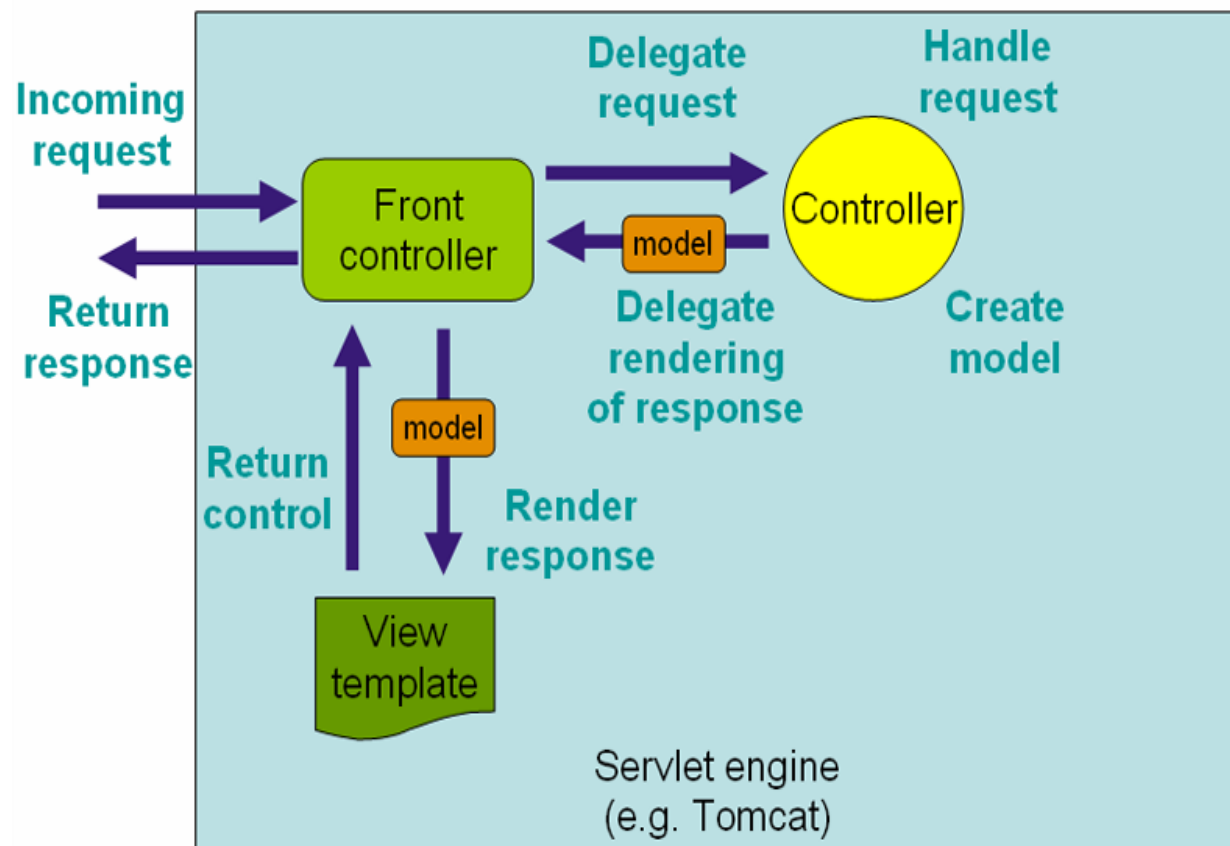 Delegate
request
Handle
request
Incoming
request
Front
controller
Controller
model
Return
response
Delegate
rendering
of response
Create
model
model
Return
control
Render
response
View
template
Servlet engine
(e.g. Tomcat)